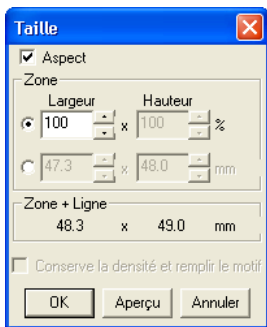 Taille
Aspect
Zone
Largeur Hauteur
100 x 100 %
47.3 x 48.0 mm
Zone + Ligne
48.3 x 49.0 mm
Conserve la densité et remplir le motif
OK Aperçu Annuler